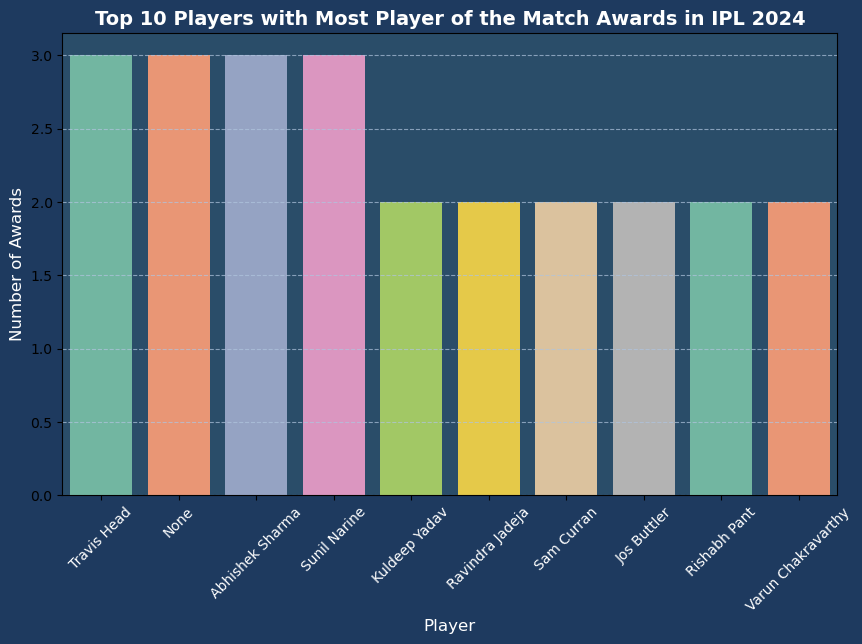 Top 10 Players with Most Player of the Match Awards in IPL 2024
Number of Awards
3.0
2.5
2.0
1.5
1.0
0.5
0.0
Travis Head
None
Abhishek Sharma
Sunil Narine
Kuldeep Yadav
Ravindra Jadeja
Sam Curran
Jos Buttler
Rishabh Pant
Varun Chakravarthy
Player